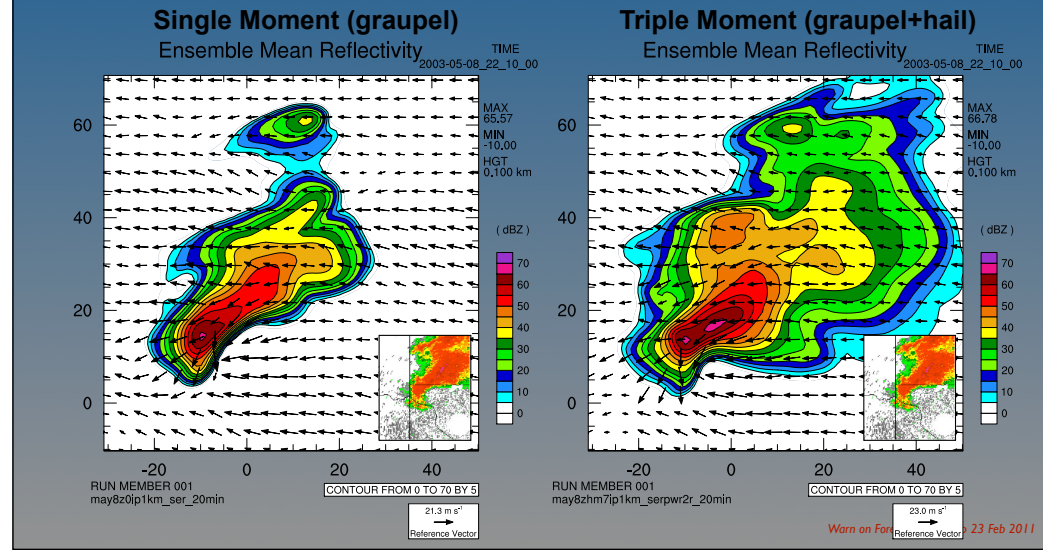 Single Moment (graupel)
Ensemble Mean Reflectivity
TIME
2003-05-08_22_10_00
MAX
65.57
MIN
-10.00
HGT
0.100 km
( dBZ )
70
60
50
40
30
20
10
0
60
40
20
0
-20 0 20 40
RUN MEMBER 001
may8z0ip1km_ser_20min
CONTOUR FROM 0 TO 70 BY 5
21.3 m s⁻¹
Reference Vector
Triple Moment (graupel+hail)
Ensemble Mean Reflectivity
TIME
2003-05-08_22_10_00
MAX
66.78
MIN
-10.00
HGT
0.100 km
( dBZ )
70
60
50
40
30
20
10
0
60
40
20
0
-20 0 20 40
RUN MEMBER 001
may8zhm7ip1km_serpwr2r_20min
CONTOUR FROM 0 TO 70 BY 5
23.0 m s⁻¹
Reference Vector
Warn on For 23 Feb 2011